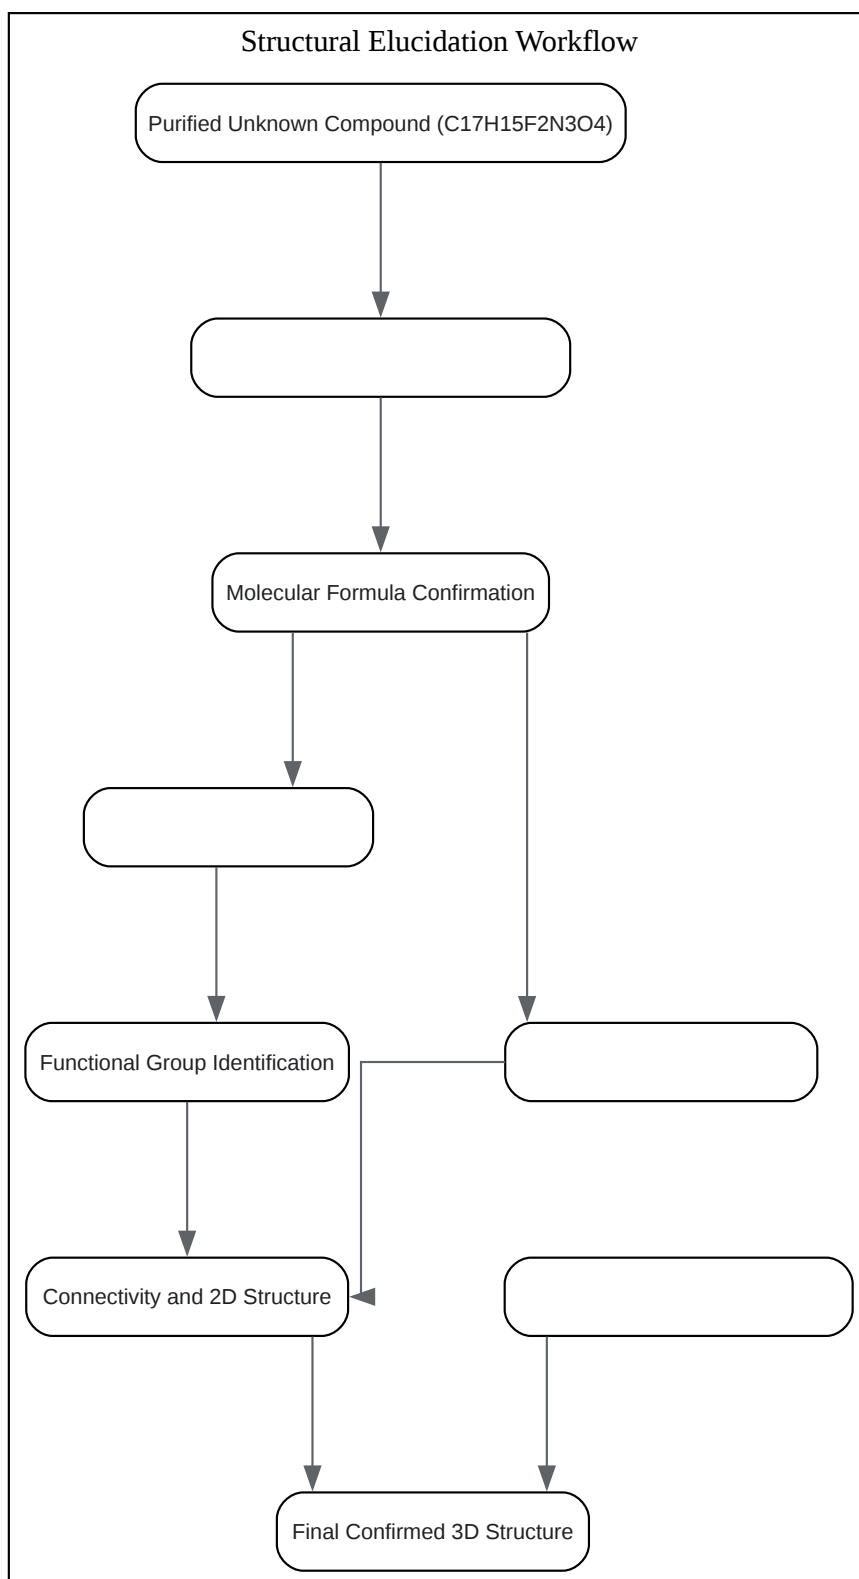 Structural Elucidation Workflow
Purified Unknown Compound (C17H15F2N3O4)
Molecular Formula Confirmation
Functional Group Identification
Connectivity and 2D Structure
Final Confirmed 3D Structure